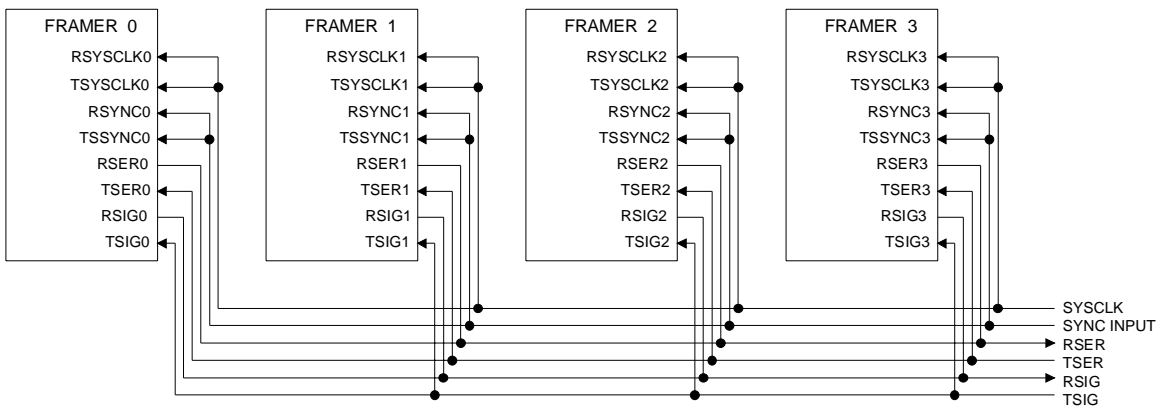 FRAMER 0
RSYSCLK0
TSYSCLK0
RSYNC0
TSSYNC0
RSER0
TSER0
RSIG0
TSIG0
FRAMER 1
RSYSCLK1
TSYSCLK1
RSYNC1
TSSYNC1
RSER1
TSER1
RSIG1
TSIG1
FRAMER 2
RSYSCLK2
TSYSCLK2
RSYNC2
TSSYNC2
RSER2
TSER2
RSIG2
TSIG2
FRAMER 3
RSYSCLK3
TSYSCLK3
RSYNC3
TSSYNC3
RSER3
TSER3
RSIG3
TSIG3
SYSCLK
SYNC INPUT
RSER
TSER
RSIG
TSIG